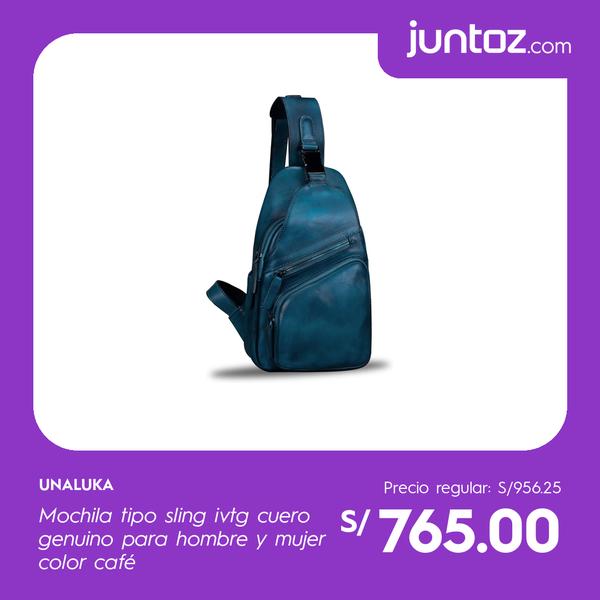 juntoz.com
UNALUKA
Mochila tipo sling ivtg cuero
genuino para hombre y mujer
color café
Precio regular: S/956.25
S/ 765.00